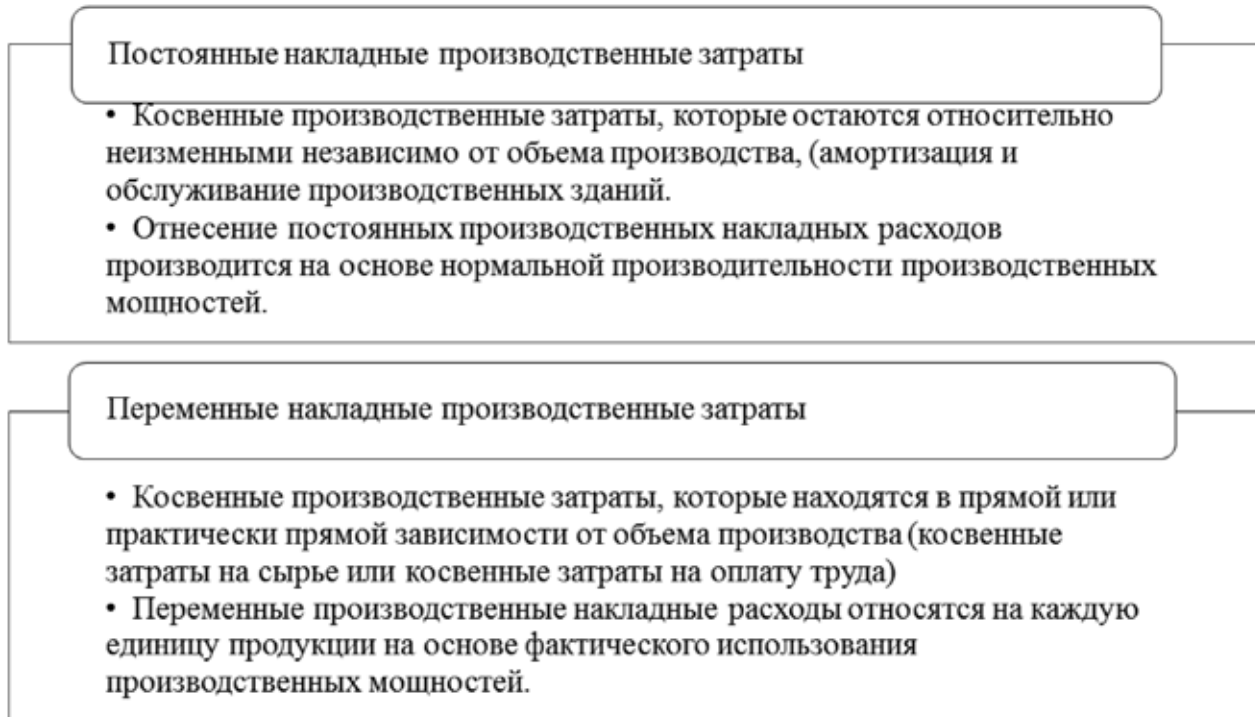 Постоянные накладные производственные затраты
• Косвенные производственные затраты, которые остаются относительно
неизменными независимо от объема производства, (амортизация и
обслуживание производственных зданий.
• Отнесение постоянных производственных накладных расходов
производится на основе нормальной производительности производственных
мощностей.
Переменные накладные производственные затраты
• Косвенные производственные затраты, которые находятся в прямой или
практически прямой зависимости от объема производства (косвенные
затраты на сырье или косвенные затраты на оплату труда)
• Переменные производственные накладные расходы относятся на каждую
единицу продукции на основе фактического использования
производственных мощностей.